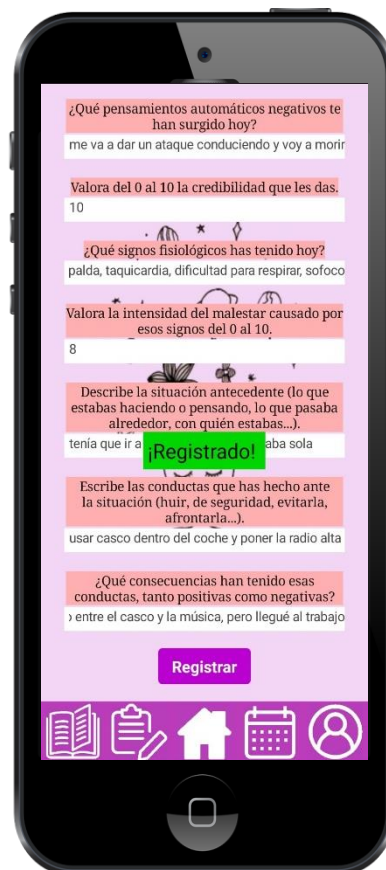 ¿Qué pensamientos automáticos negativos te
han surgido hoy?
me va a dar un ataque conduciendo y voy a morir
Valora del 0 al 10 la credibilidad que les das.
10
¿Qué signos fisiológicos has tenido hoy?
palda, taquicardia, dificultad para respirar, sofoco
Valora la intensidad del malestar causado por
esos signos del 0 al 10.
8
Describe la situación antecedente (lo que
estabas haciendo o pensando, lo que pasaba
alrededor, con quién estabas...).
tenía que ir a aba sola
¡Registrado!
Escribe las conductas que has hecho ante
la situación (huir, de seguridad, evitarla,
afrontarla...).
usar casco dentro del coche y poner la radio alta
¿Qué consecuencias han tenido esas
conductas, tanto positivas como negativas?
entre el casco y la música, pero llegué al trabajo
Registrar